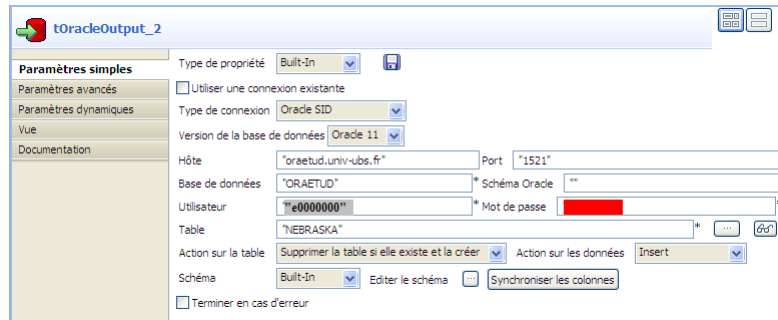 tOracleOutput_2
Paramètres simples
Paramètres avancés
Paramètres dynamiques
Vue
Documentation
Type de propriété Built-In
Utiliser une connexion existante
Type de connexion Oracle SID
Version de la base de données Oracle 11
Hôte "oraetud.univ-ubs.fr" Port "1521"
Base de données "ORAETUD" * Schéma Oracle ""
Utilisateur "e0000000" * Mot de passe *
Table "NEBRASKA" * ...
Action sur la table Supprimer la table si elle existe et la créer Action sur les données Insert
Schéma Built-In Editer le schéma ... Synchroniser les colonnes
Terminer en cas d'erreur